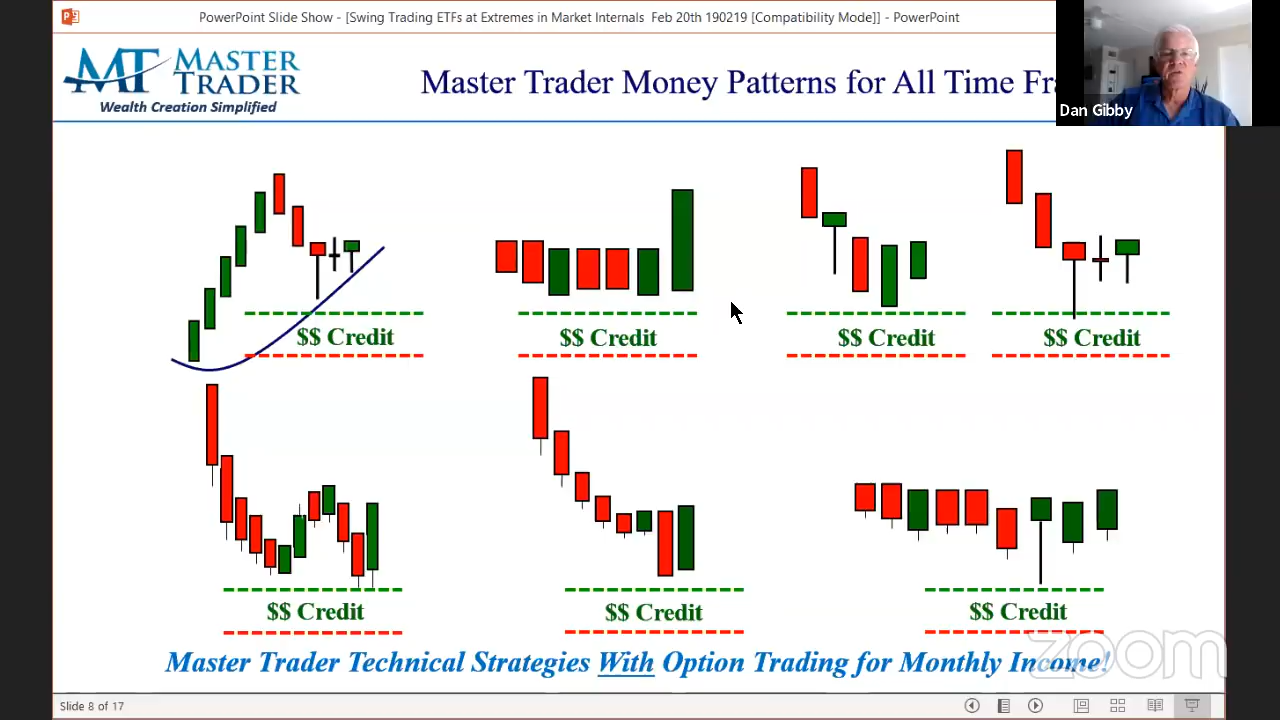 PowerPoint Slide Show - [Swing Trading ETFs at Extremes in Market Internals Feb 20th 190219 [Compatibility Mode]] - PowerPoint
MT MASTER TRADER
Wealth Creation Simplified
Master Trader Money Patterns for All Time Fra
Dan Gibby
$$ Credit
$$ Credit
$$ Credit
$$ Credit
$$ Credit
$$ Credit
$$ Credit
Master Trader Technical Strategies With Option Trading for Monthly Income!
zoom
Slide 8 of 17